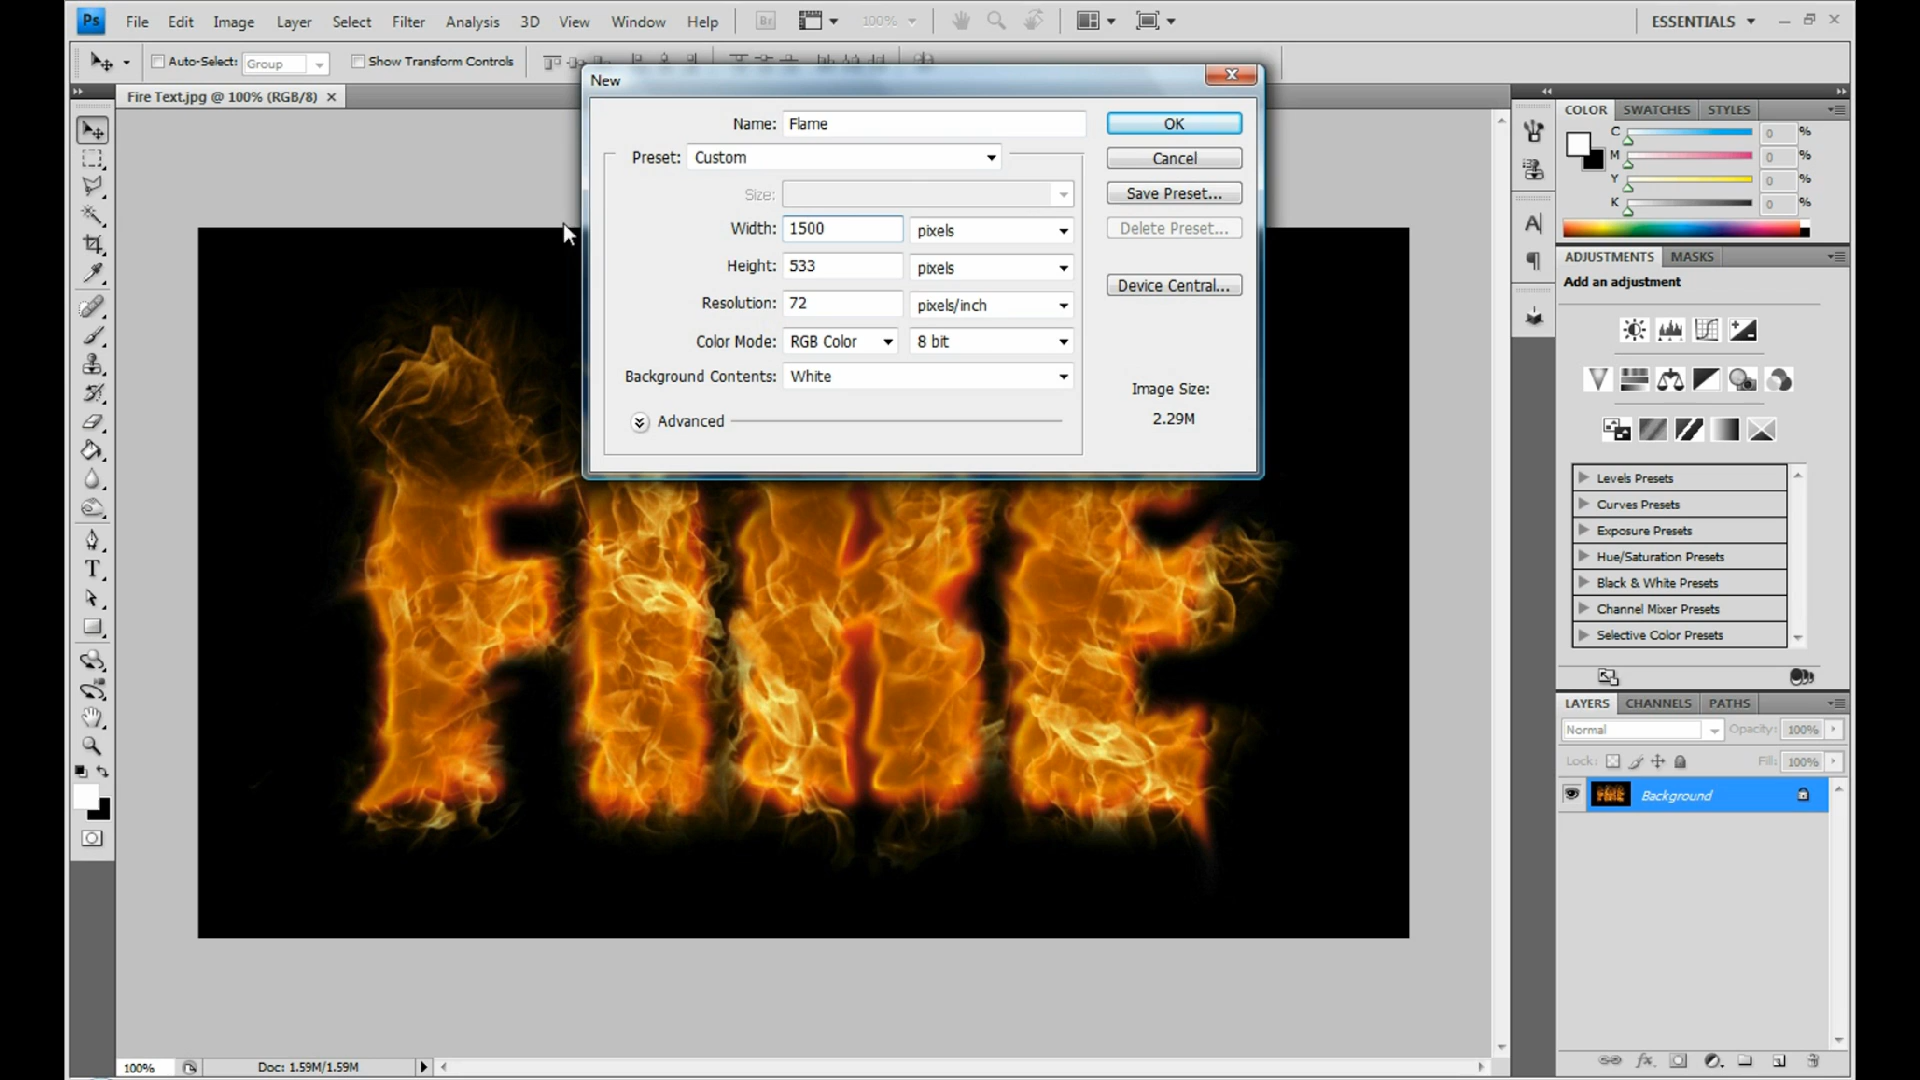 Ps File Edit Image Layer Select Filter Analysis 3D View Window Help Br 100% ESSENTIALS
Auto-Select: Group Show Transform Controls
Fire Text.jpg @ 100% (RGB/8)
New
Name: Flame
OK
Preset: Custom
Cancel
Size:
Save Preset...
Width: 1500 pixels
Delete Preset...
Height: 533 pixels
Device Central...
Resolution: 72 pixels/inch
Color Mode: RGB Color 8 bit
Background Contents: White
Image Size:
2.29M
Advanced
COLOR SWATCHES STYLES
C 0 %
M 0 %
Y 0 %
K 0 %
ADJUSTMENTS MASKS
Add an adjustment
Levels Presets
Curves Presets
Exposure Presets
Hue/Saturation Presets
Black & White Presets
Channel Mixer Presets
Selective Color Presets
LAYERS CHANNELS PATHS
Normal Opacity: 100%
Lock: Fill: 100%
Background
FIRE
100% Doc: 1.59M/1.59M